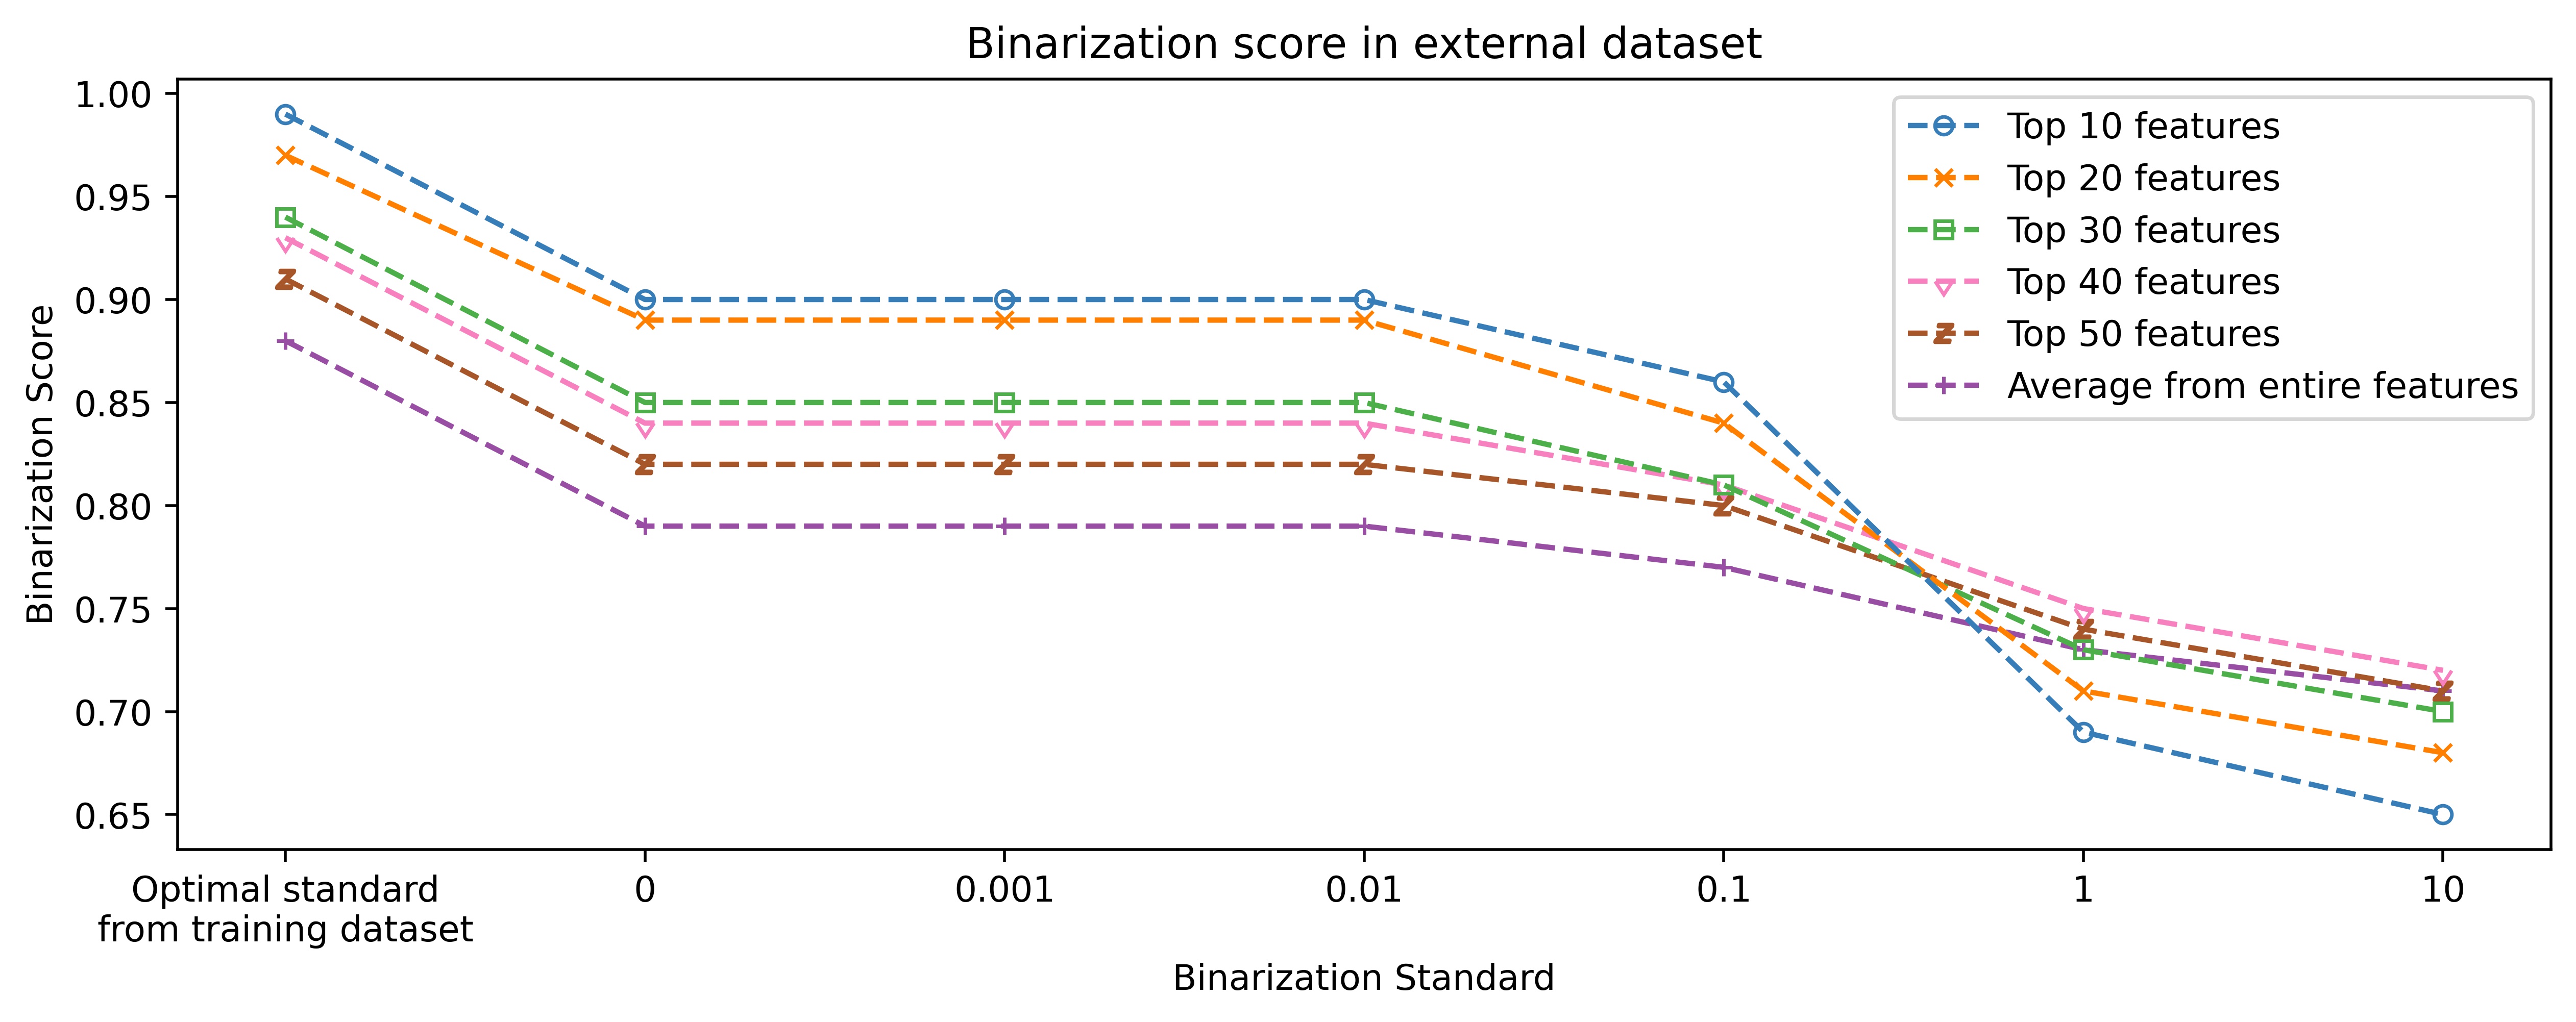 Binarization score in external dataset
1.00
0.95
0.90
0.85
0.80
0.75
0.70
0.65
Binarization Score
Top 10 features
Top 20 features
Top 30 features
Top 40 features
Top 50 features
Average from entire features
Optimal standard
from training dataset
0
0.001
0.01
0.1
1
10
Binarization Standard